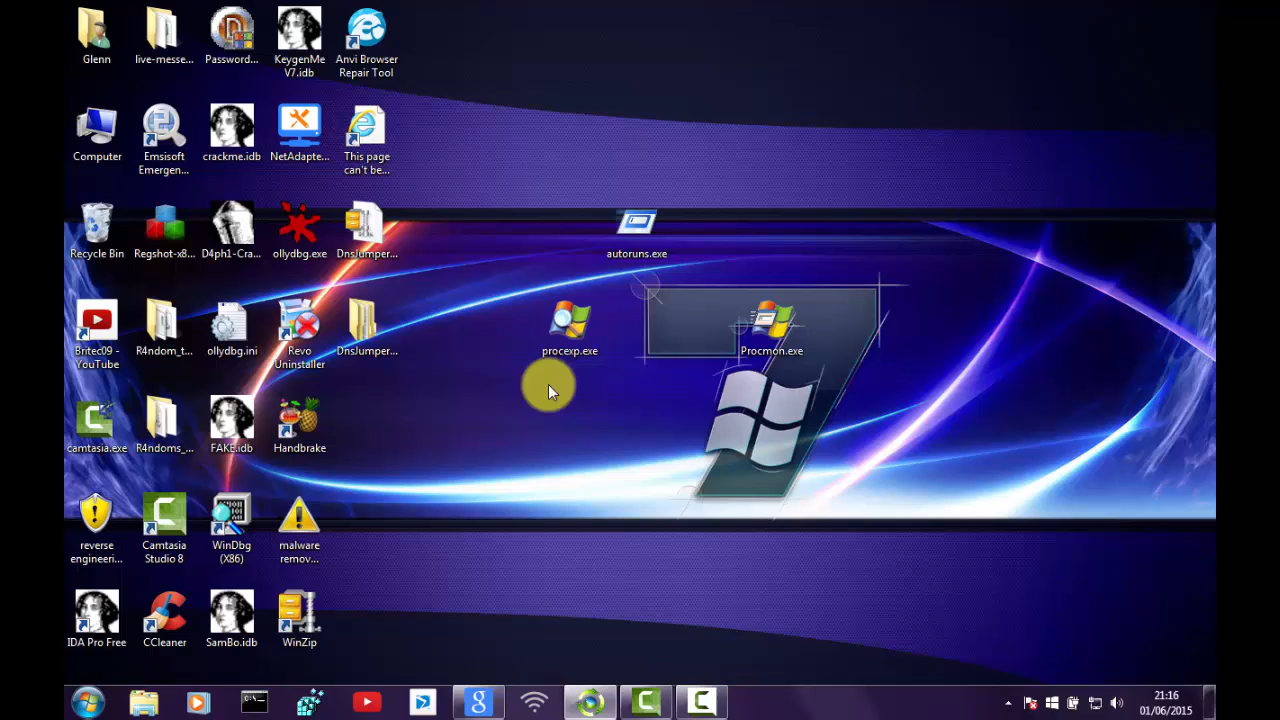 Glenn
live-messe...
Password...
KeygenMe
V7.idb
Anvi Browser
Repair Tool
Computer
Emsisoft
Emergen...
crackme.idb
NetAdapte...
This page
can't be...
Recycle Bin
Regshot-x8...
D4ph1-Cra...
ollydbg.exe
DnsJumper...
autoruns.exe
Britec09 -
YouTube
R4ndom_t...
ollydbg.ini
Revo
Uninstaller
DnsJumper...
procexp.exe
Procmon.exe
camtasia.exe
R4ndoms_...
FAKE.idb
Handbrake
reverse
engineeri...
Camtasia
Studio 8
WinDbg
(X86)
malware
remov...
IDA Pro Free
CCleaner
SamBo.idb
WinZip
21:16
01/06/2015